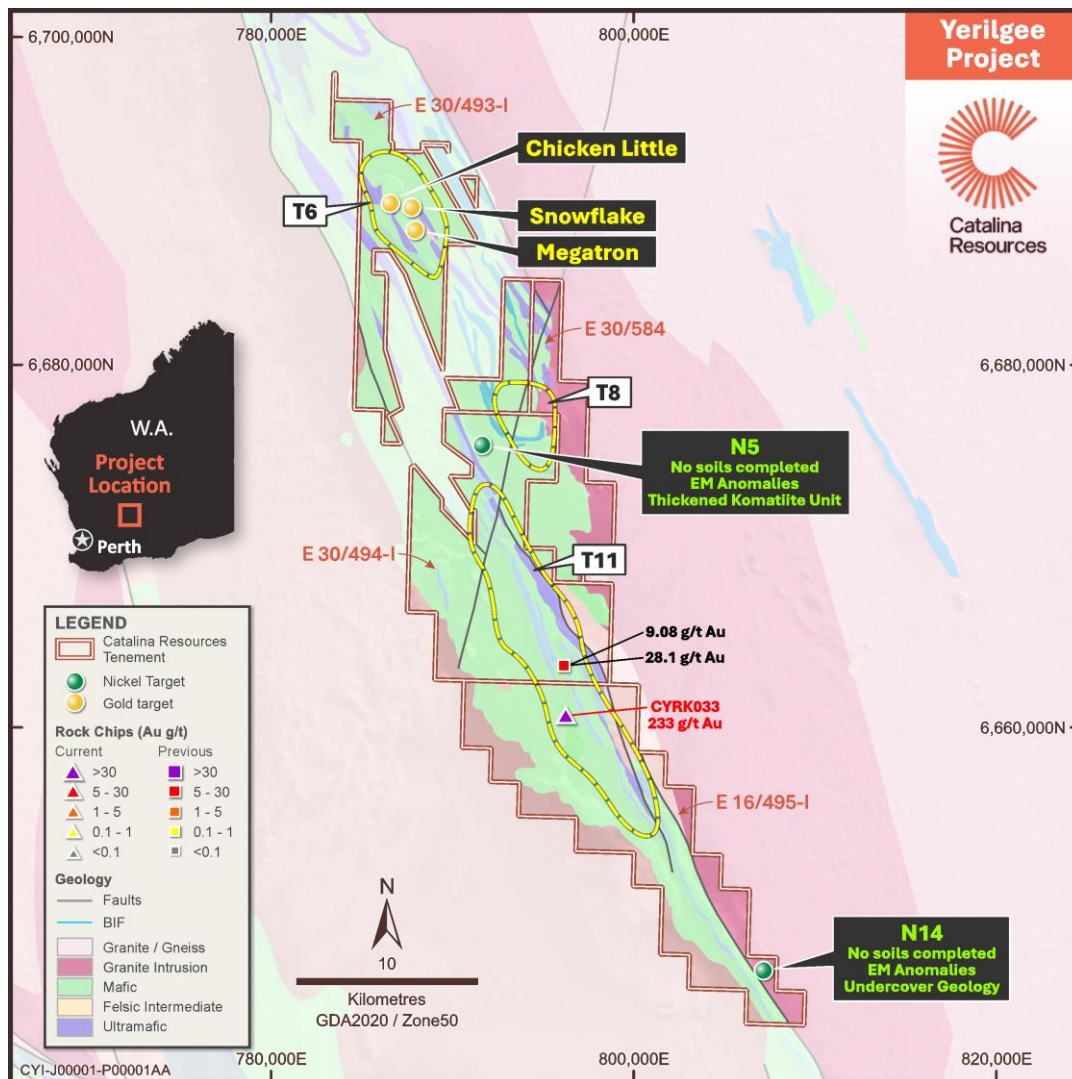 6,700,000N
780,000E
800,000E
Yerilgee
Project
Catalina
Resources
E 30/493-I
Chicken Little
T6
Snowflake
Megatron
E 30/584
6,680,000N
6,680,000N
T8
W.A.
Project
Location
Perth
N5
No soils completed
EM Anomalies
Thickened Komatiite Unit
E 30/494-I
T11
9.08 g/t Au
28.1 g/t Au
CYRK033
233 g/t Au
6,660,000N
E 16/495-I
LEGEND
Catalina Resources
Tenement
Nickel Target
Gold target
Rock Chips (Au g/t)
Current Previous
>30 >30
5 - 30 5 - 30
1 - 5 1 - 5
0.1 - 1 0.1 - 1
<0.1 <0.1
Geology
Faults
BIF
Granite / Gneiss
Granite Intrusion
Mafic
Felsic Intermediate
Ultramafic
N
10
Kilometres
GDA2020 / Zone50
N14
No soils completed
EM Anomalies
Undercover Geology
CYI-J00001-P00001AA
780,000E
800,000E
820,000E